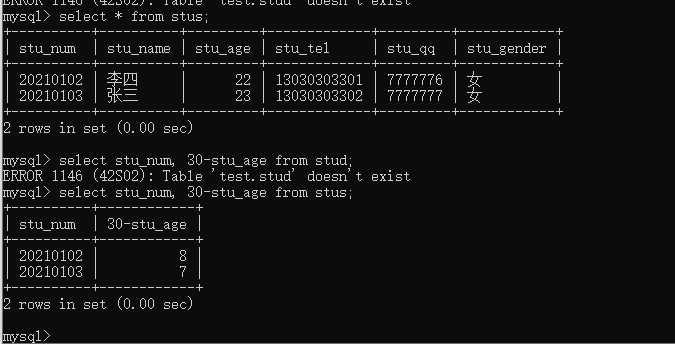 ERROR 1146 (42S02): Table 'test.stud' doesn't exist
mysql> select * from stus;
+----------+----------+---------+-------------+---------+------------+
| stu_num | stu_name | stu_age | stu_tel | stu_qq | stu_gender |
+----------+----------+---------+-------------+---------+------------+
| 20210102 | 李四 | 22 | 13030303301 | 7777776 | 女 |
| 20210103 | 张三 | 23 | 13030303302 | 7777777 | 女 |
+----------+----------+---------+-------------+---------+------------+
2 rows in set (0.00 sec)
mysql> select stu_num, 30-stu_age from stud;
ERROR 1146 (42S02): Table 'test.stud' doesn't exist
mysql> select stu_num, 30-stu_age from stus;
+----------+------------+
| stu_num | 30-stu_age |
+----------+------------+
| 20210102 | 8 |
| 20210103 | 7 |
+----------+------------+
2 rows in set (0.00 sec)
mysql>